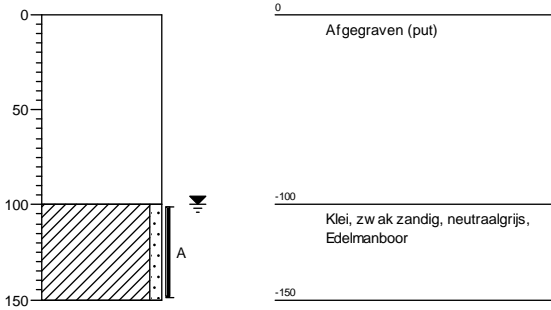 0
50
100
150
A
0
Afgegraven (put)
-100
Klei, zwak zandig, neutraalgrijs,
Edelmanboor
-150